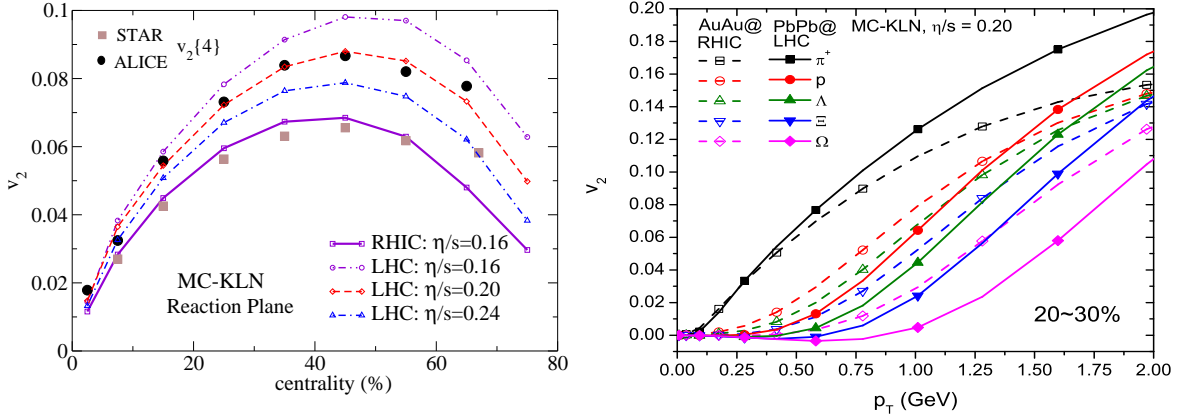 0.1
0.08
0.06
0.04
0.02
0
v₂
0 20 40 60 80
centrality (%)
STAR
ALICE
v₂{4}
MC-KLN
Reaction Plane
RHIC: η/s=0.16
LHC: η/s=0.16
LHC: η/s=0.20
LHC: η/s=0.24
0.20
0.18
0.16
0.14
0.12
0.10
0.08
0.06
0.04
0.02
0.00
v₂
0.00 0.25 0.50 0.75 1.00 1.25 1.50 1.75 2.00
p_T (GeV)
AuAu@ PbPb@ MC-KLN, η/s = 0.20
RHIC LHC
π⁺
p
Λ
Ξ
Ω
20~30%